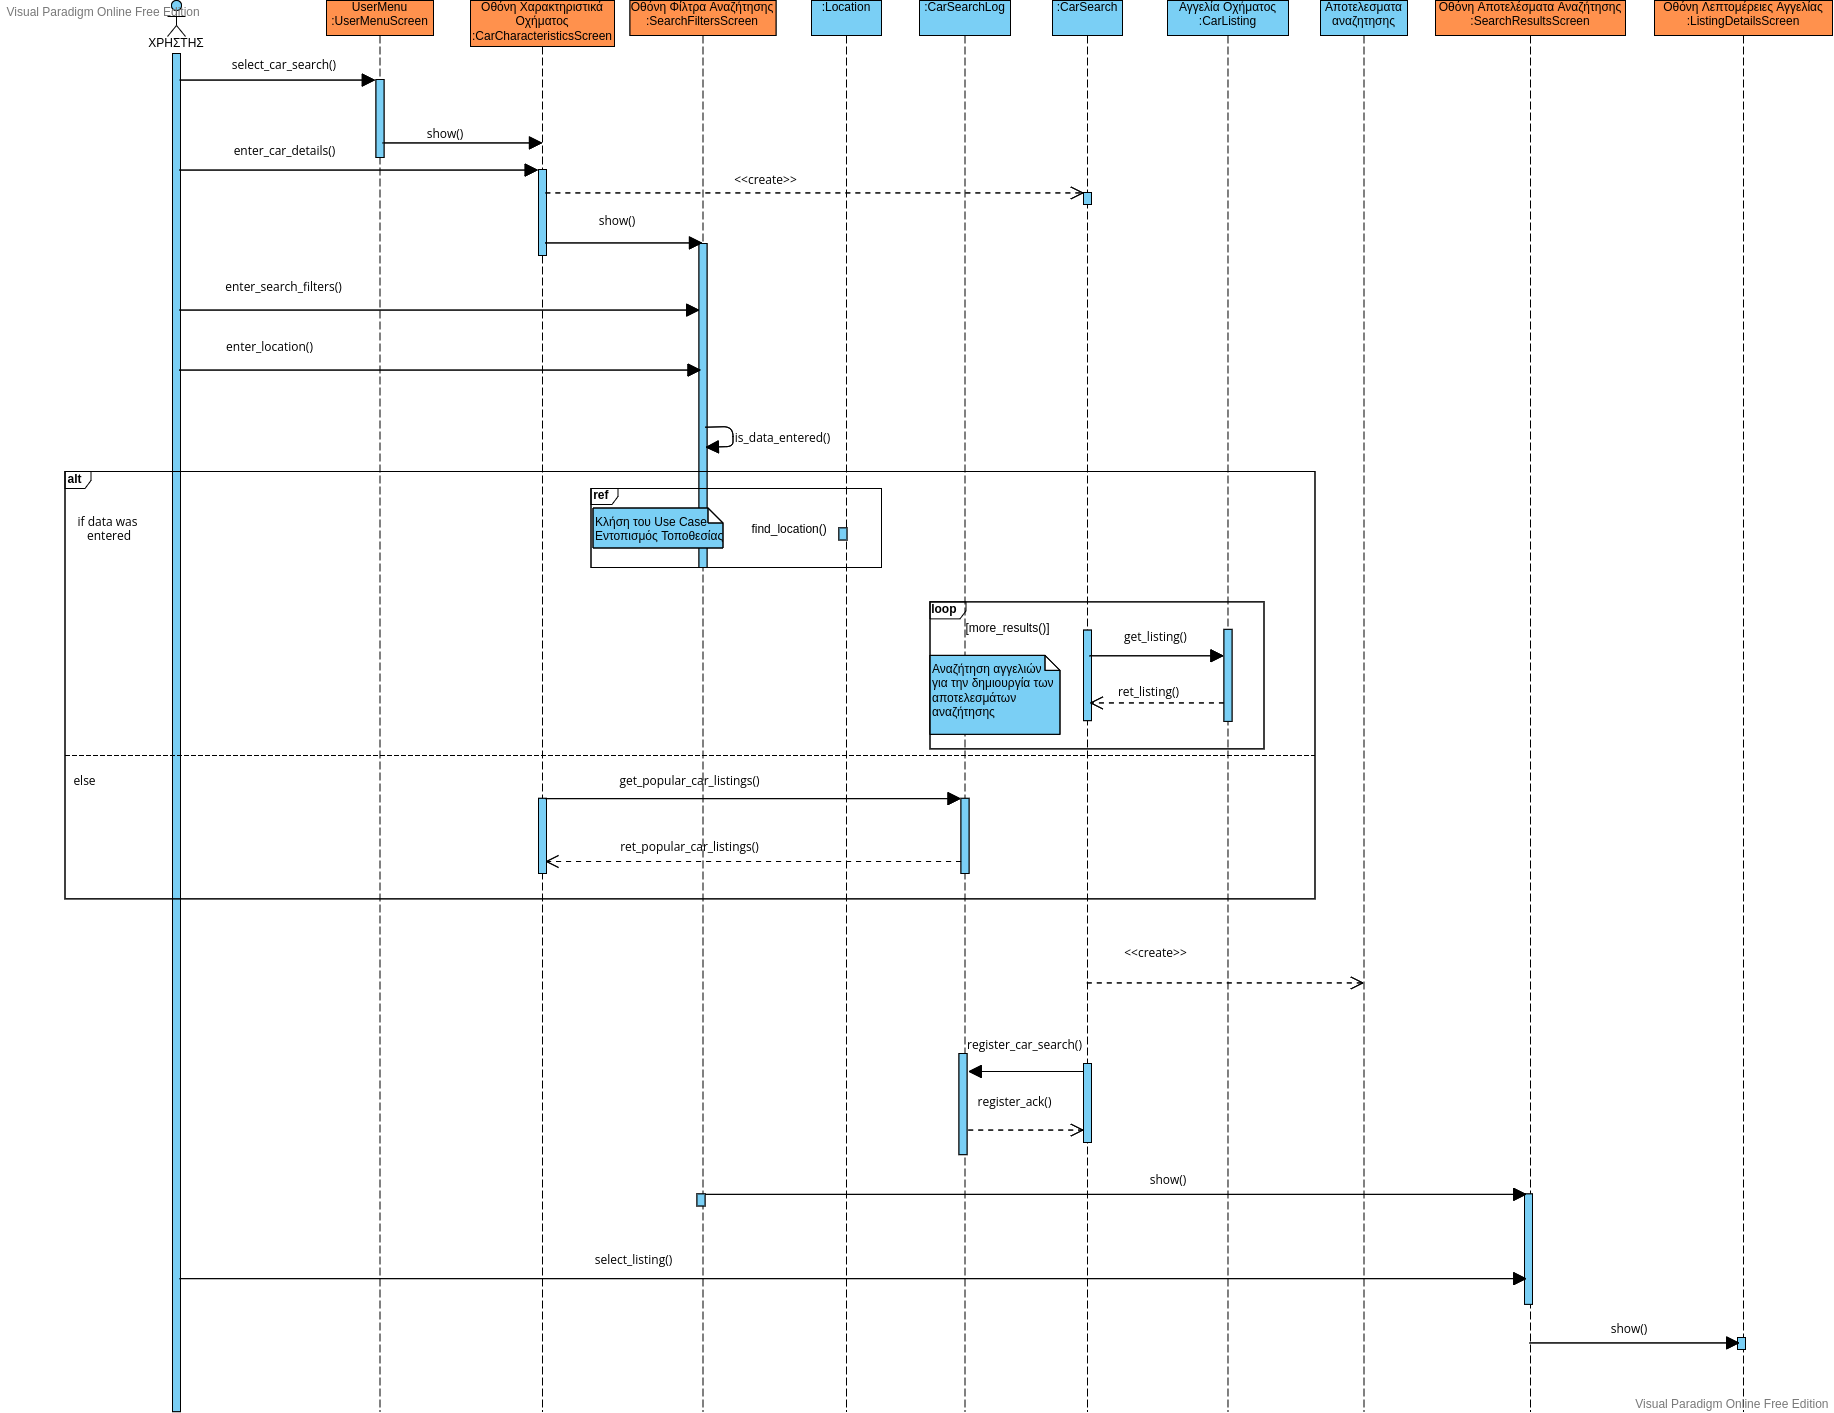 Visual Paradigm Online Free Edition
ΧΡΗΣΤΗΣ
UserMenu
:UserMenuScreen
Οθόνη Χαρακτηριστικά
Οχήματος
:CarCharacteristicsScreen
Οθόνη Φίλτρα Αναζήτησης
:SearchFiltersScreen
:Location
:CarSearchLog
:CarSearch
Αγγελία Οχήματος
:CarListing
Αποτελεσματα
αναζητησης
Οθόνη Αποτελέσματα Αναζήτησης
:SearchResultsScreen
Οθόνη Λεπτομέρειες Αγγελίας
:ListingDetailsScreen
select_car_search()
show()
enter_car_details()
<<create>>
show()
enter_search_filters()
enter_location()
is_data_entered()
alt
if data was
entered
ref
Κλήση του Use Case
Εντοπισμός Τοποθεσίας
find_location()
loop
[more_results()]
get_listing()
Αναζήτηση αγγελιών
για την δημιουργία των
αποτελεσμάτων
αναζήτησης
ret_listing()
else
get_popular_car_listings()
ret_popular_car_listings()
<<create>>
register_car_search()
register_ack()
show()
select_listing()
show()
Visual Paradigm Online Free Edition